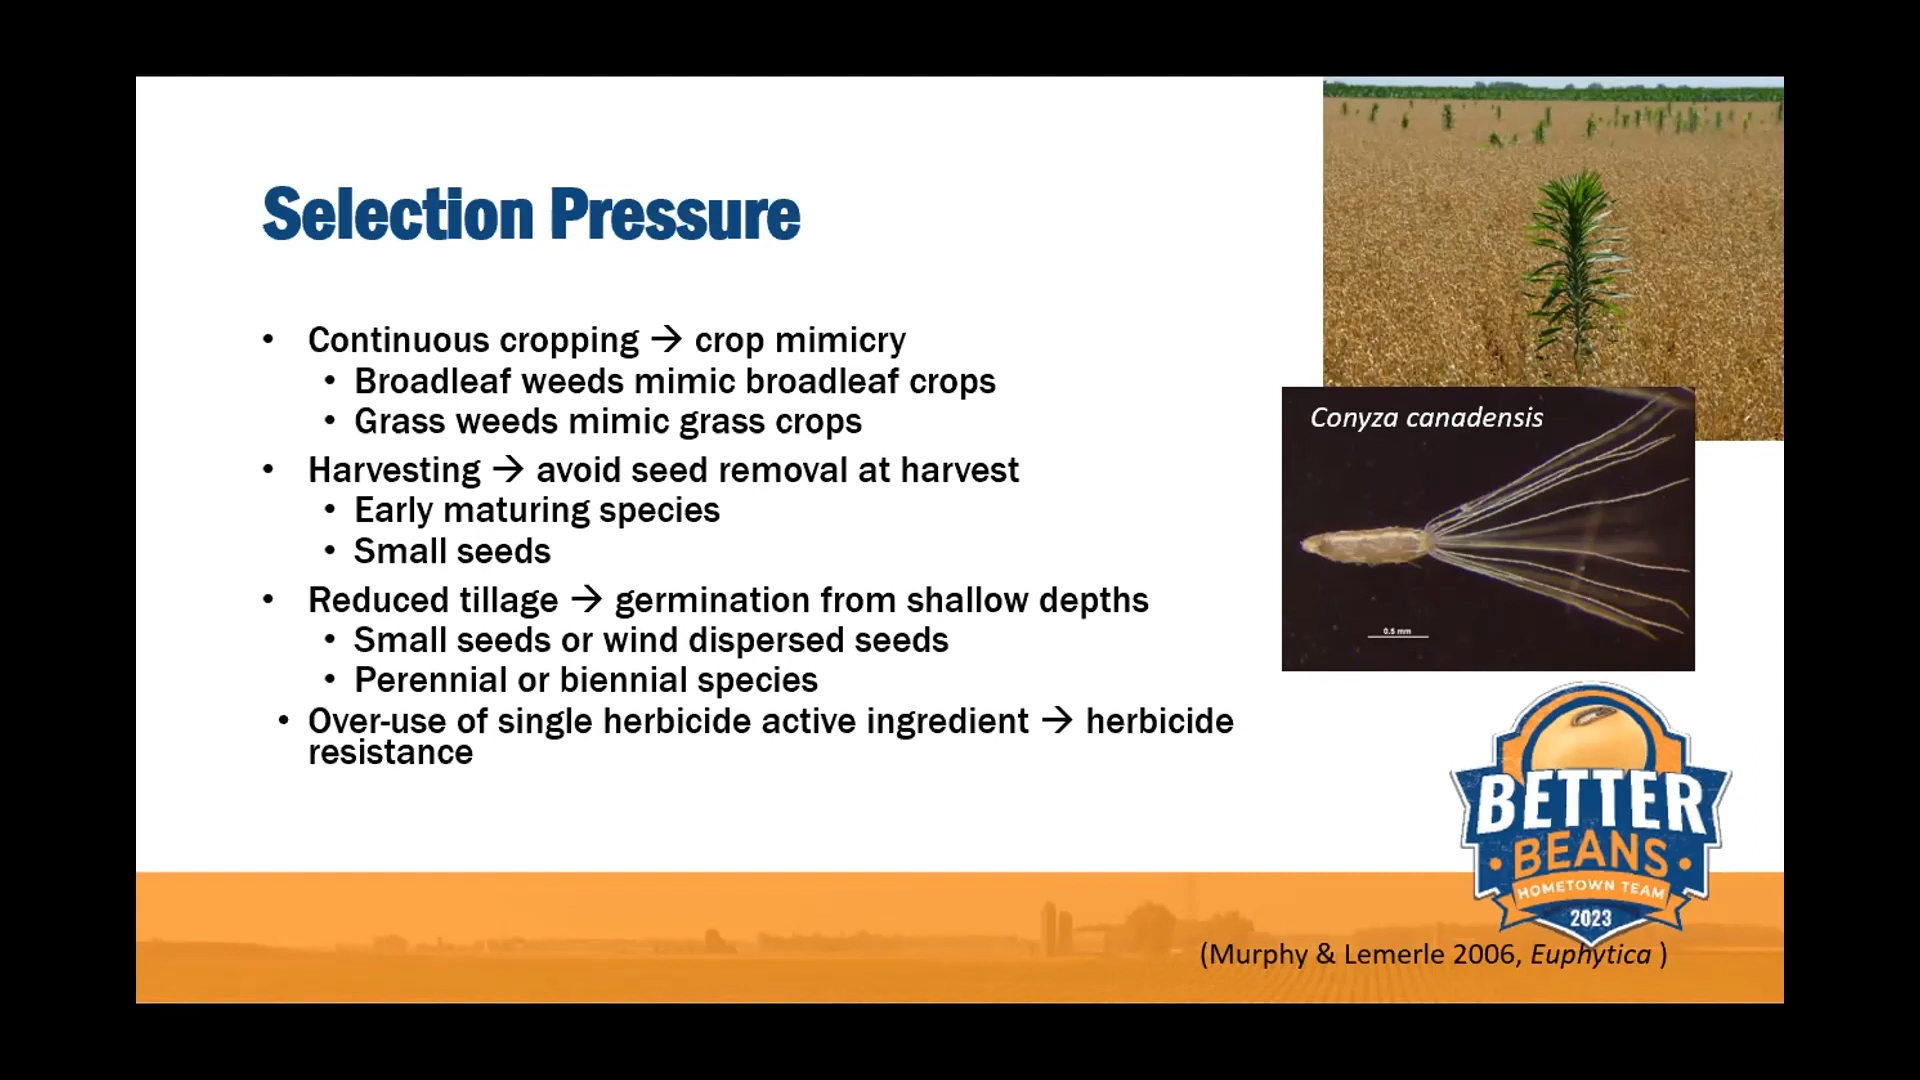 Selection Pressure
• Continuous cropping → crop mimicry
• Broadleaf weeds mimic broadleaf crops
• Grass weeds mimic grass crops
• Harvesting → avoid seed removal at harvest
• Early maturing species
• Small seeds
• Reduced tillage → germination from shallow depths
• Small seeds or wind dispersed seeds
• Perennial or biennial species
• Over-use of single herbicide active ingredient → herbicide
resistance
Conyza canadensis
0.5 mm
BETTER
• BEANS •
HOMETOWN TEAM
2023
(Murphy & Lemerle 2006, Euphytica )